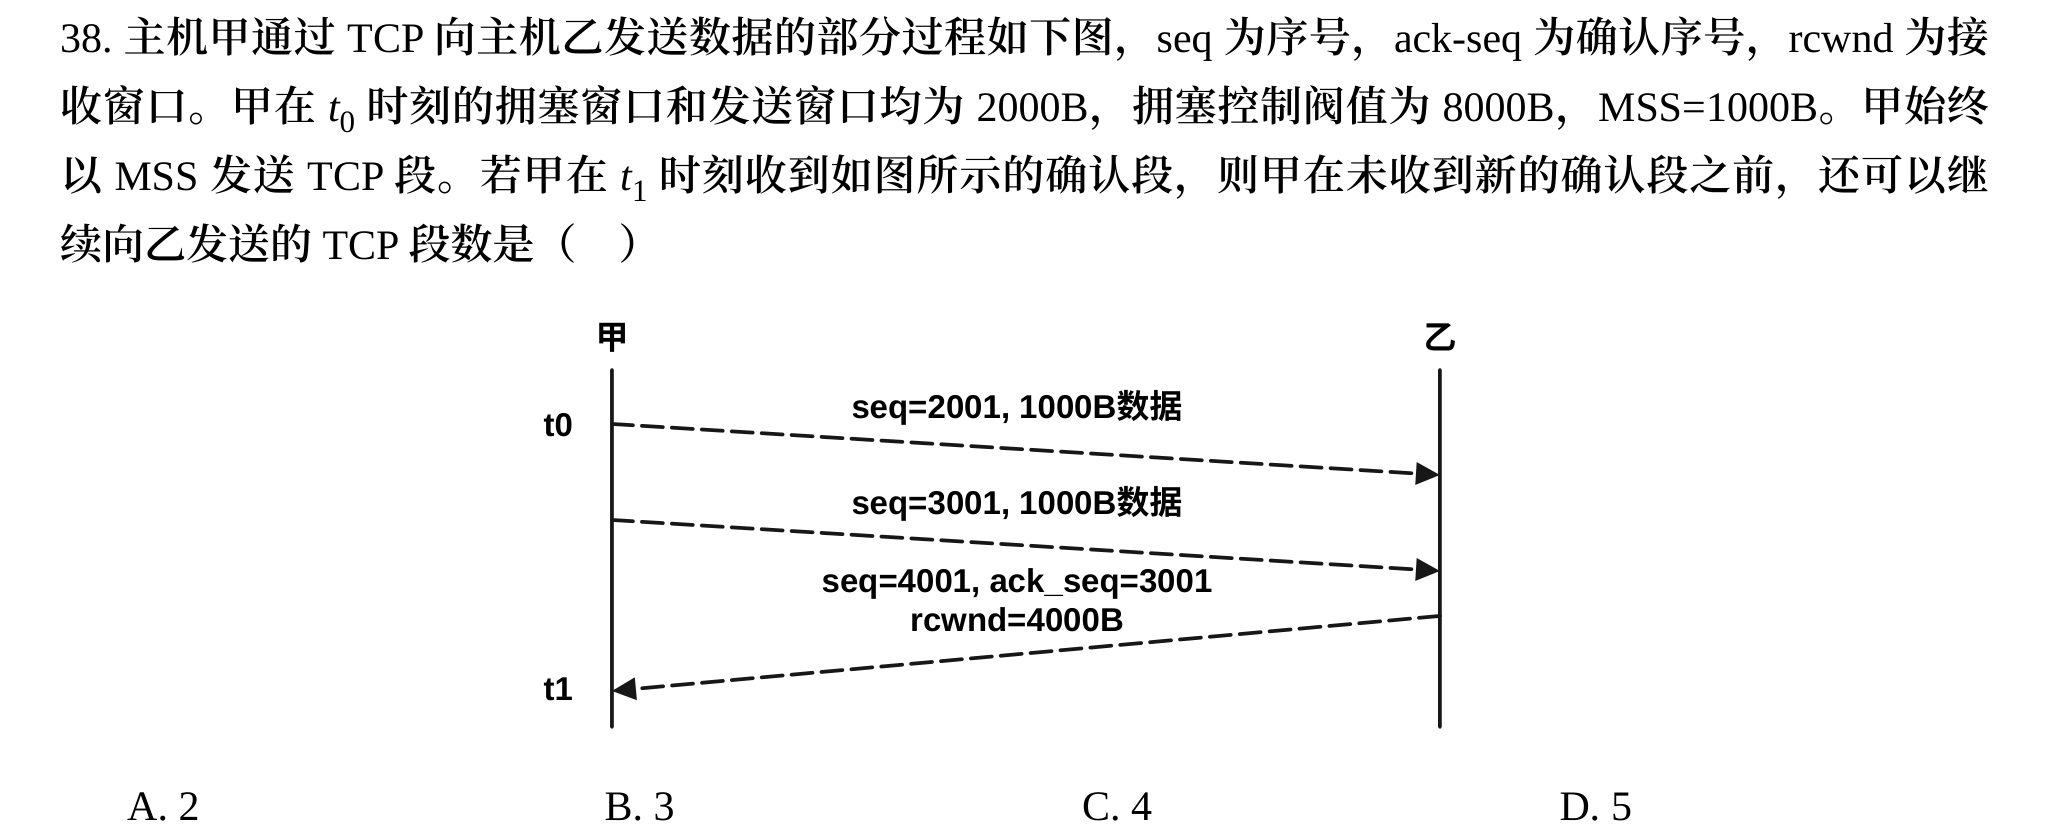 38. 主机甲通过 TCP 向主机乙发送数据的部分过程如下图，seq 为序号，ack-seq 为确认序号，rcwnd 为接
收窗口。甲在 t0 时刻的拥塞窗口和发送窗口均为 2000B，拥塞控制阀值为 8000B，MSS=1000B。甲始终
以 MSS 发送 TCP 段。若甲在 t1 时刻收到如图所示的确认段，则甲在未收到新的确认段之前，还可以继
续向乙发送的 TCP 段数是（ ）
甲 乙
seq=2001, 1000B数据
t0
seq=3001, 1000B数据
seq=4001, ack_seq=3001
rcwnd=4000B
t1
A. 2 B. 3 C. 4 D. 5